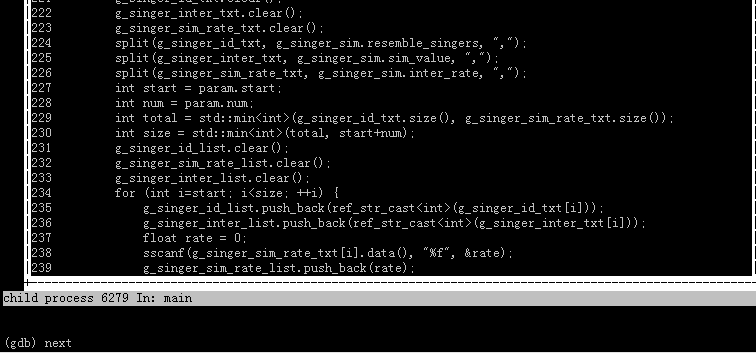 222 g_singer_inter_txt.clear();
223 g_singer_sim_rate_txt.clear();
224 split(g_singer_id_txt, g_singer_sim.resemble_singers, ",");
225 split(g_singer_inter_txt, g_singer_sim.sim_value, ",");
226 split(g_singer_sim_rate_txt, g_singer_sim.inter_rate, ",");
227 int start = param.start;
228 int num = param.num;
229 int total = std::min<int>(g_singer_id_txt.size(), g_singer_sim_rate_txt.size());
230 int size = std::min<int>(total, start+num);
231 g_singer_id_list.clear();
232 g_singer_sim_rate_list.clear();
233 g_singer_inter_list.clear();
234 for (int i=start; i<size; ++i) {
235 g_singer_id_list.push_back(ref_str_cast<int>(g_singer_id_txt[i]));
236 g_singer_inter_list.push_back(ref_str_cast<int>(g_singer_inter_txt[i]));
237 float rate = 0;
238 sscanf(g_singer_sim_rate_txt[i].data(), "%f", &rate);
239 g_singer_sim_rate_list.push_back(rate);
child process 6279 In: main
(gdb) next